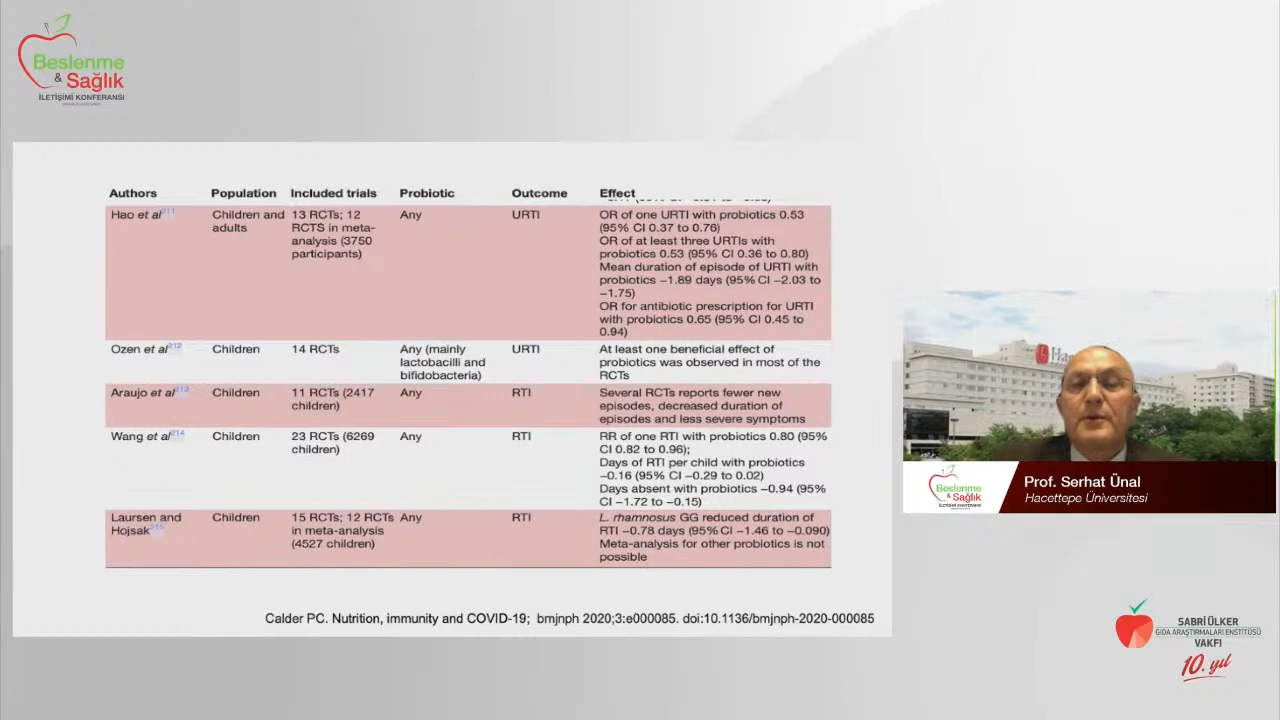 Beslenme
& Sağlık
İLETİŞİMİ KONFERANSI
Authors Population Included trials Probiotic Outcome Effect
Hao et al211 Children and 13 RCTs; 12 Any URTI OR of one URTI with probiotics 0.53
adults RCTS in meta- (95% CI 0.37 to 0.76)
analysis (3750 OR of at least three URTIs with
participants) probiotics 0.53 (95% CI 0.36 to 0.80)
Mean duration of episode of URTI with
probiotics −1.89 days (95% CI −2.03 to
−1.75)
OR for antibiotic prescription for URTI
with probiotics 0.65 (95% CI 0.45 to
0.94)
Ozen et al212 Children 14 RCTs Any (mainly URTI At least one beneficial effect of
lactobacilli and probiotics was observed in most of the
bifidobacteria) RCTs
Araujo et al213 Children 11 RCTs (2417 Any RTI Several RCTs reports fewer new
children) episodes, decreased duration of
episodes and less severe symptoms
Wang et al214 Children 23 RCTs (6269 Any RTI RR of one RTI with probiotics 0.80 (95%
children) CI 0.82 to 0.96);
Days of RTI per child with probiotics
−0.16 (95% CI −0.29 to 0.02)
Days absent with probiotics −0.94 (95%
CI −1.72 to −0.15)
Laursen and Children 15 RCTs; 12 RCTs Any RTI L. rhamnosus GG reduced duration of
Hojsak215 in meta-analysis RTI −0.78 days (95% CI −1.46 to −0.090)
(4527 children) Meta-analysis for other probiotics is not
possible
Calder PC. Nutrition, immunity and COVID-19; bmjnph 2020;3:e000085. doi:10.1136/bmjnph-2020-000085
Beslenme
& Sağlık
İLETİŞİMİ KONFERANSI
Prof. Serhat Ünal
Hacettepe Üniversitesi
SABRİ ÜLKER
GIDA ARAŞTIRMALARI ENSTİTÜSÜ
VAKFI
10. yıl